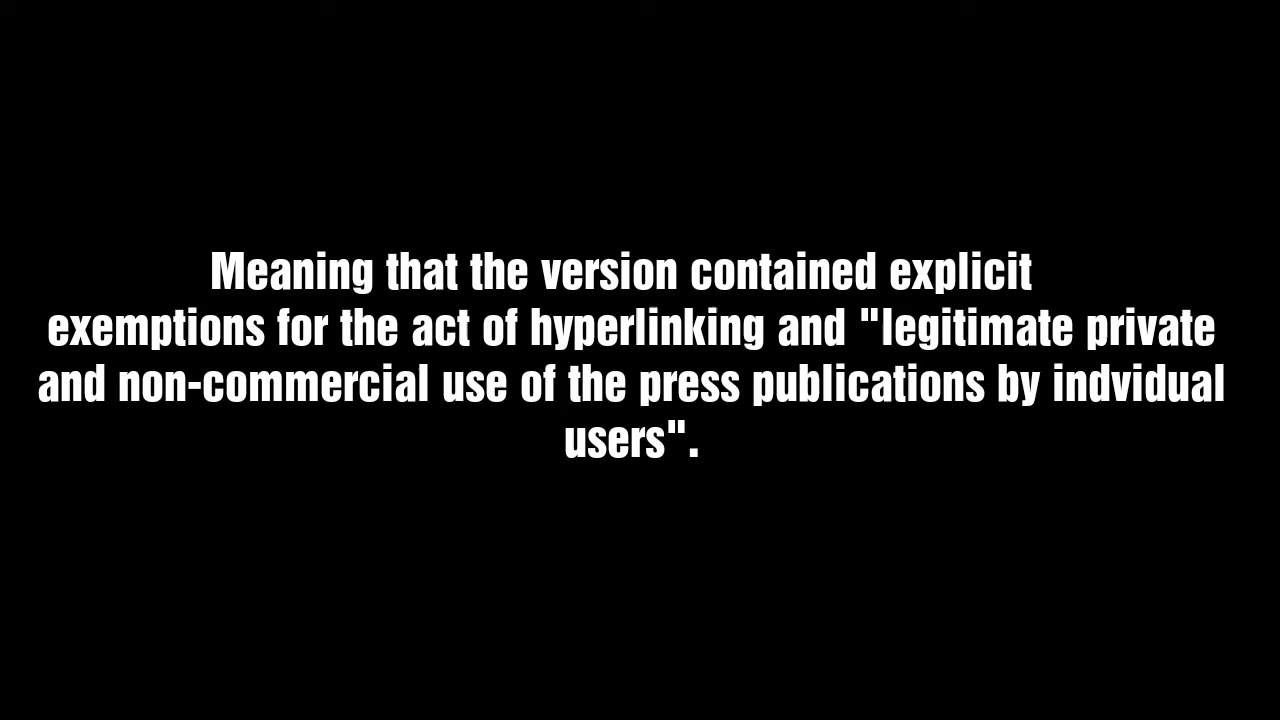 Meaning that the version contained explicit
exemptions for the act of hyperlinking and "legitimate private
and non-commercial use of the press publications by indvidual
users".